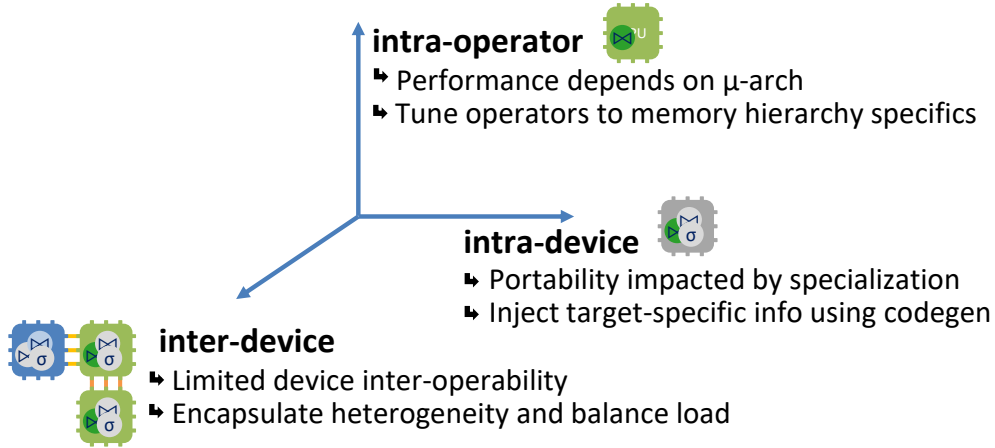 intra-operator
Performance depends on μ-arch
Tune operators to memory hierarchy specifics
intra-device
σ
Portability impacted by specialization
Inject target-specific info using codegen
inter-device
σ
σ
Limited device inter-operability
Encapsulate heterogeneity and balance load
σ